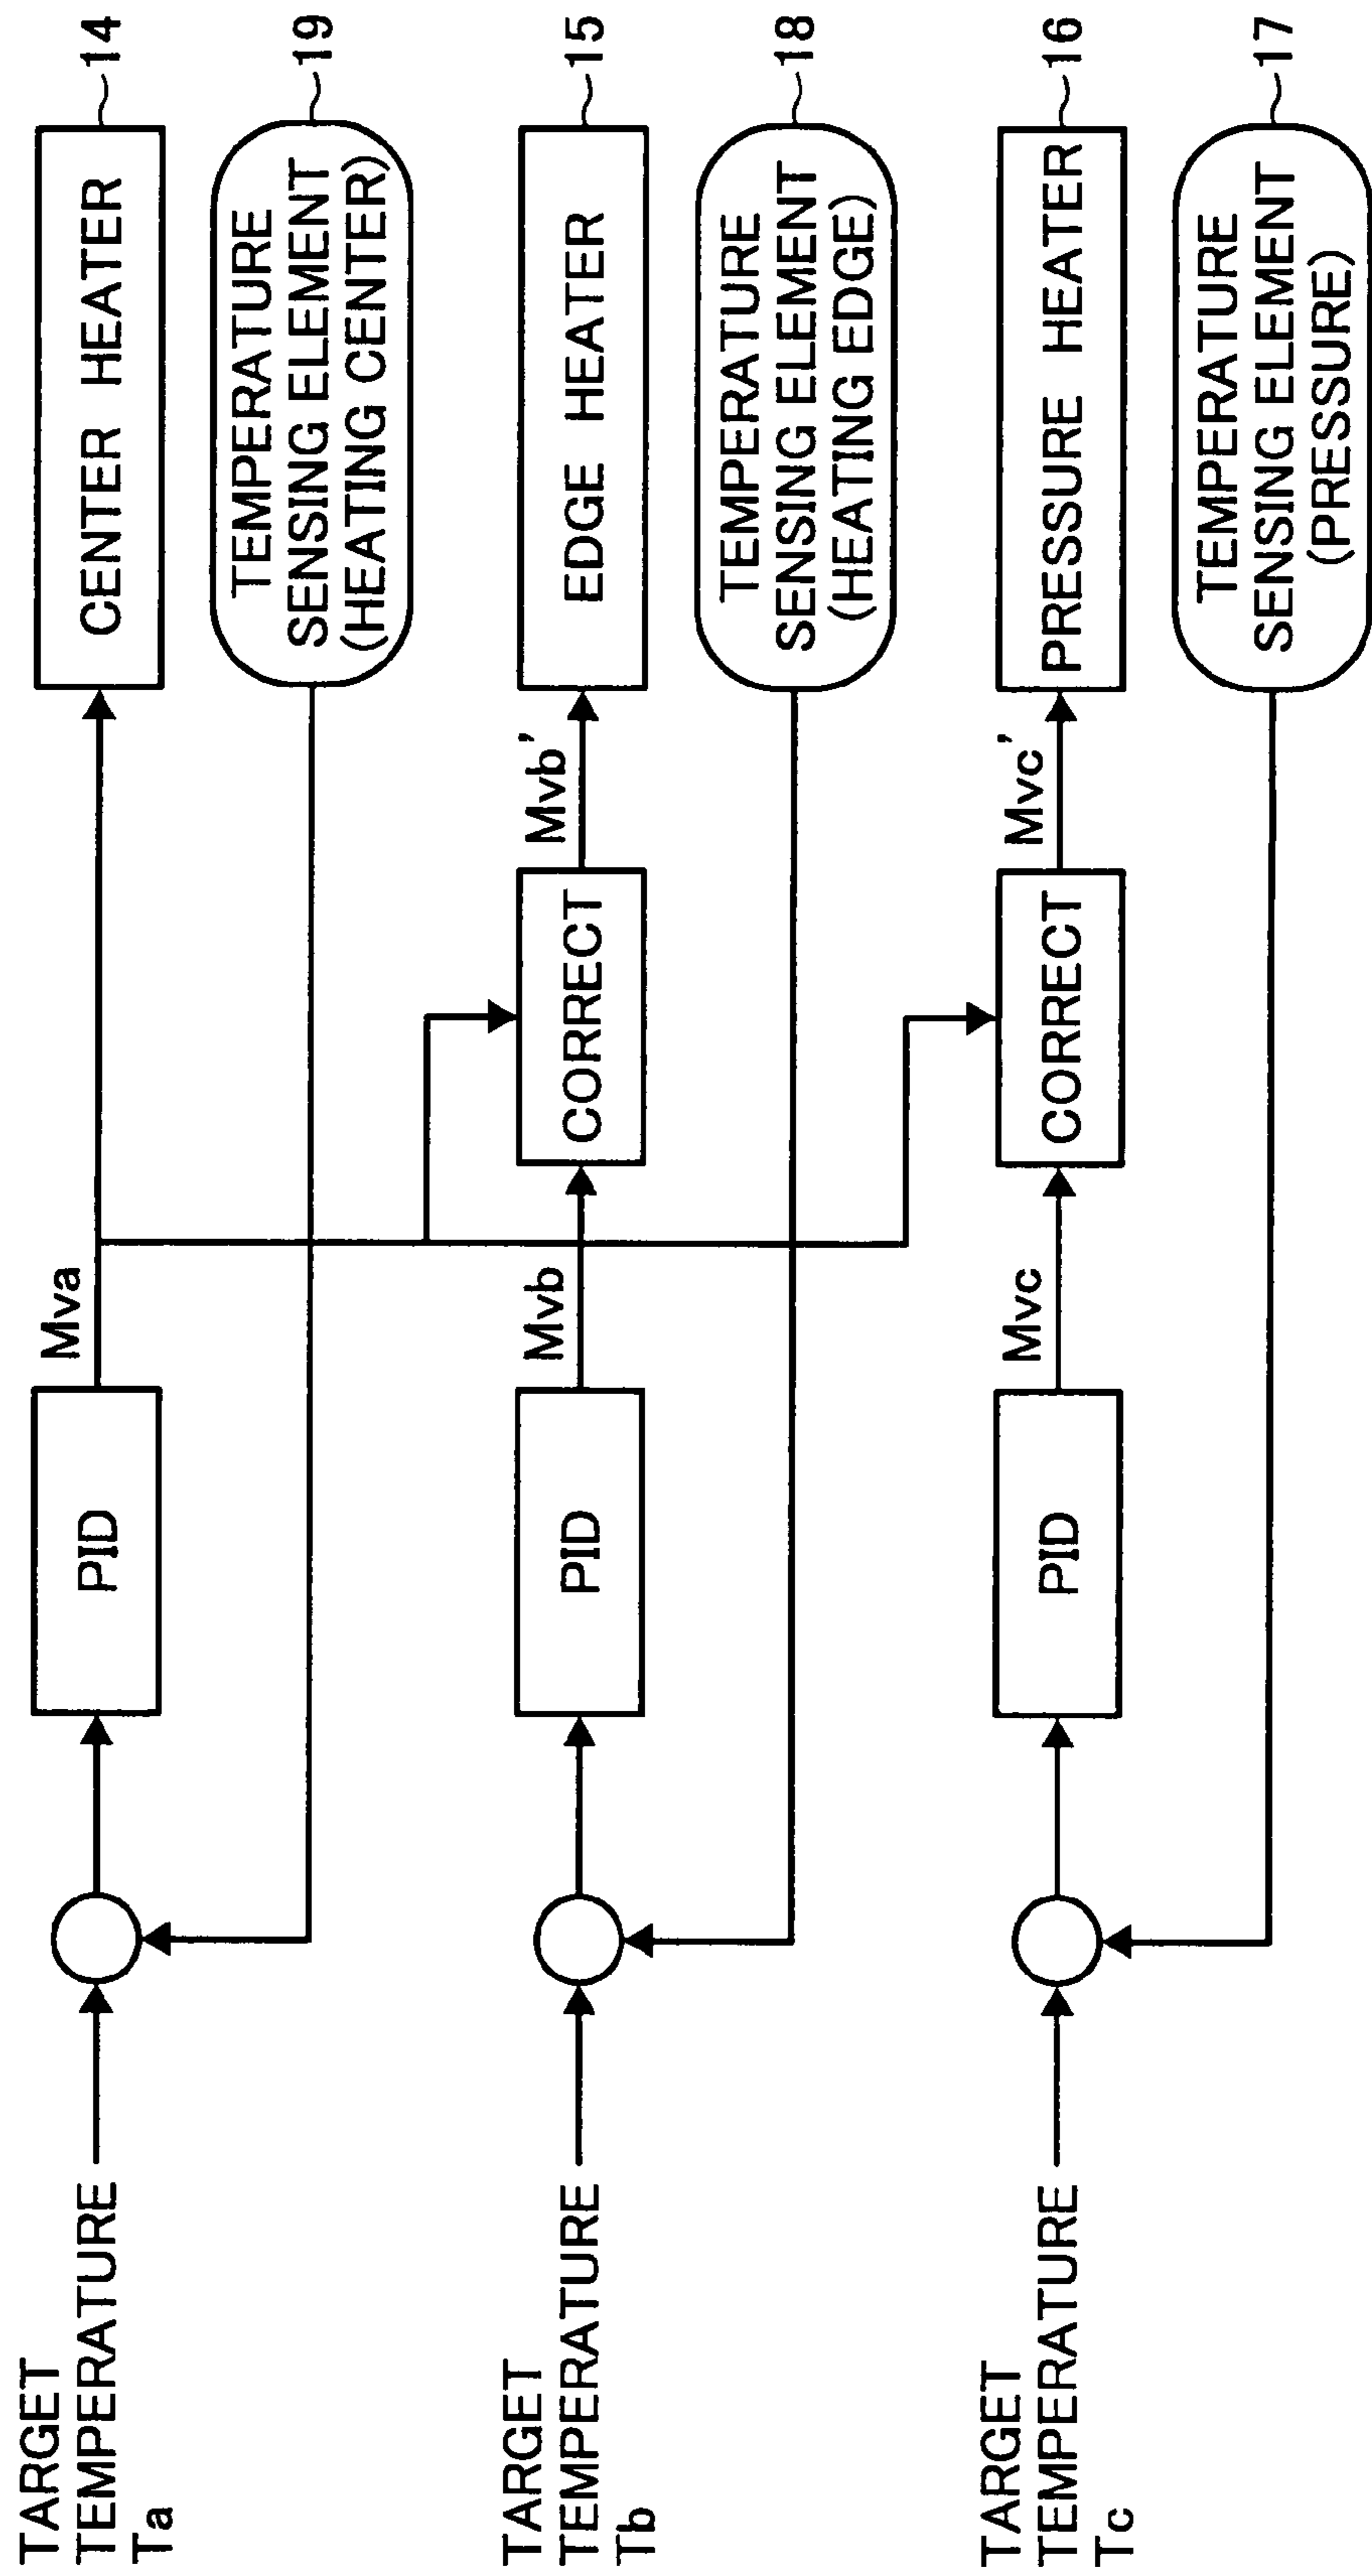 TARGET
TEMPERATURE
Ta
PID
Mva
CENTER HEATER
14
TEMPERATURE
SENSING ELEMENT
(HEATING CENTER)
19
TARGET
TEMPERATURE
Tb
PID
Mvb
CORRECT
Mvb’
EDGE HEATER
15
TEMPERATURE
SENSING ELEMENT
(HEATING EDGE)
18
TARGET
TEMPERATURE
Tc
PID
Mvc
CORRECT
Mvc’
PRESSURE HEATER
16
TEMPERATURE
SENSING ELEMENT
(PRESSURE)
17